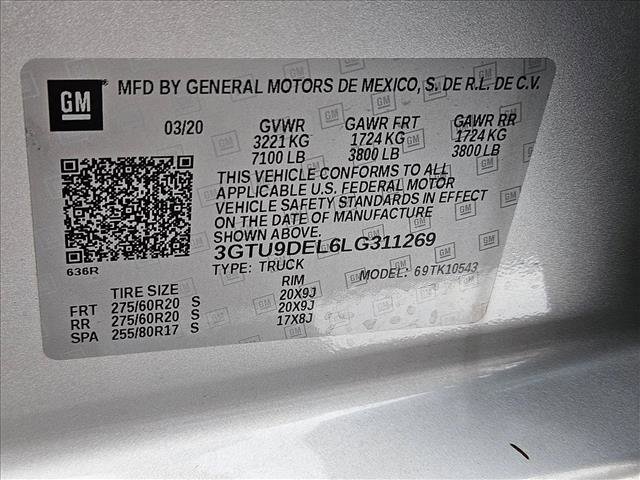 GM MFD BY GENERAL MOTORS DE MEXICO, S. DE R.L. DE C.V.
03/20 GVWR GAWR FRT GAWR RR
3221 KG 1724 KG 1724 KG
7100 LB 3800 LB 3800 LB
THIS VEHICLE CONFORMS TO ALL
APPLICABLE U.S. FEDERAL MOTOR
VEHICLE SAFETY STANDARDS IN EFFECT
ON THE DATE OF MANUFACTURE
SHOWN ABOVE.
636R
3GTU9DEL6LG311269
TYPE: TRUCK MODEL: 69TK10543
TIRE SIZE RIM
FRT 275/60R20 S 20X9J
RR 275/60R20 S 20X9J
SPA 255/80R17 S 17X8J